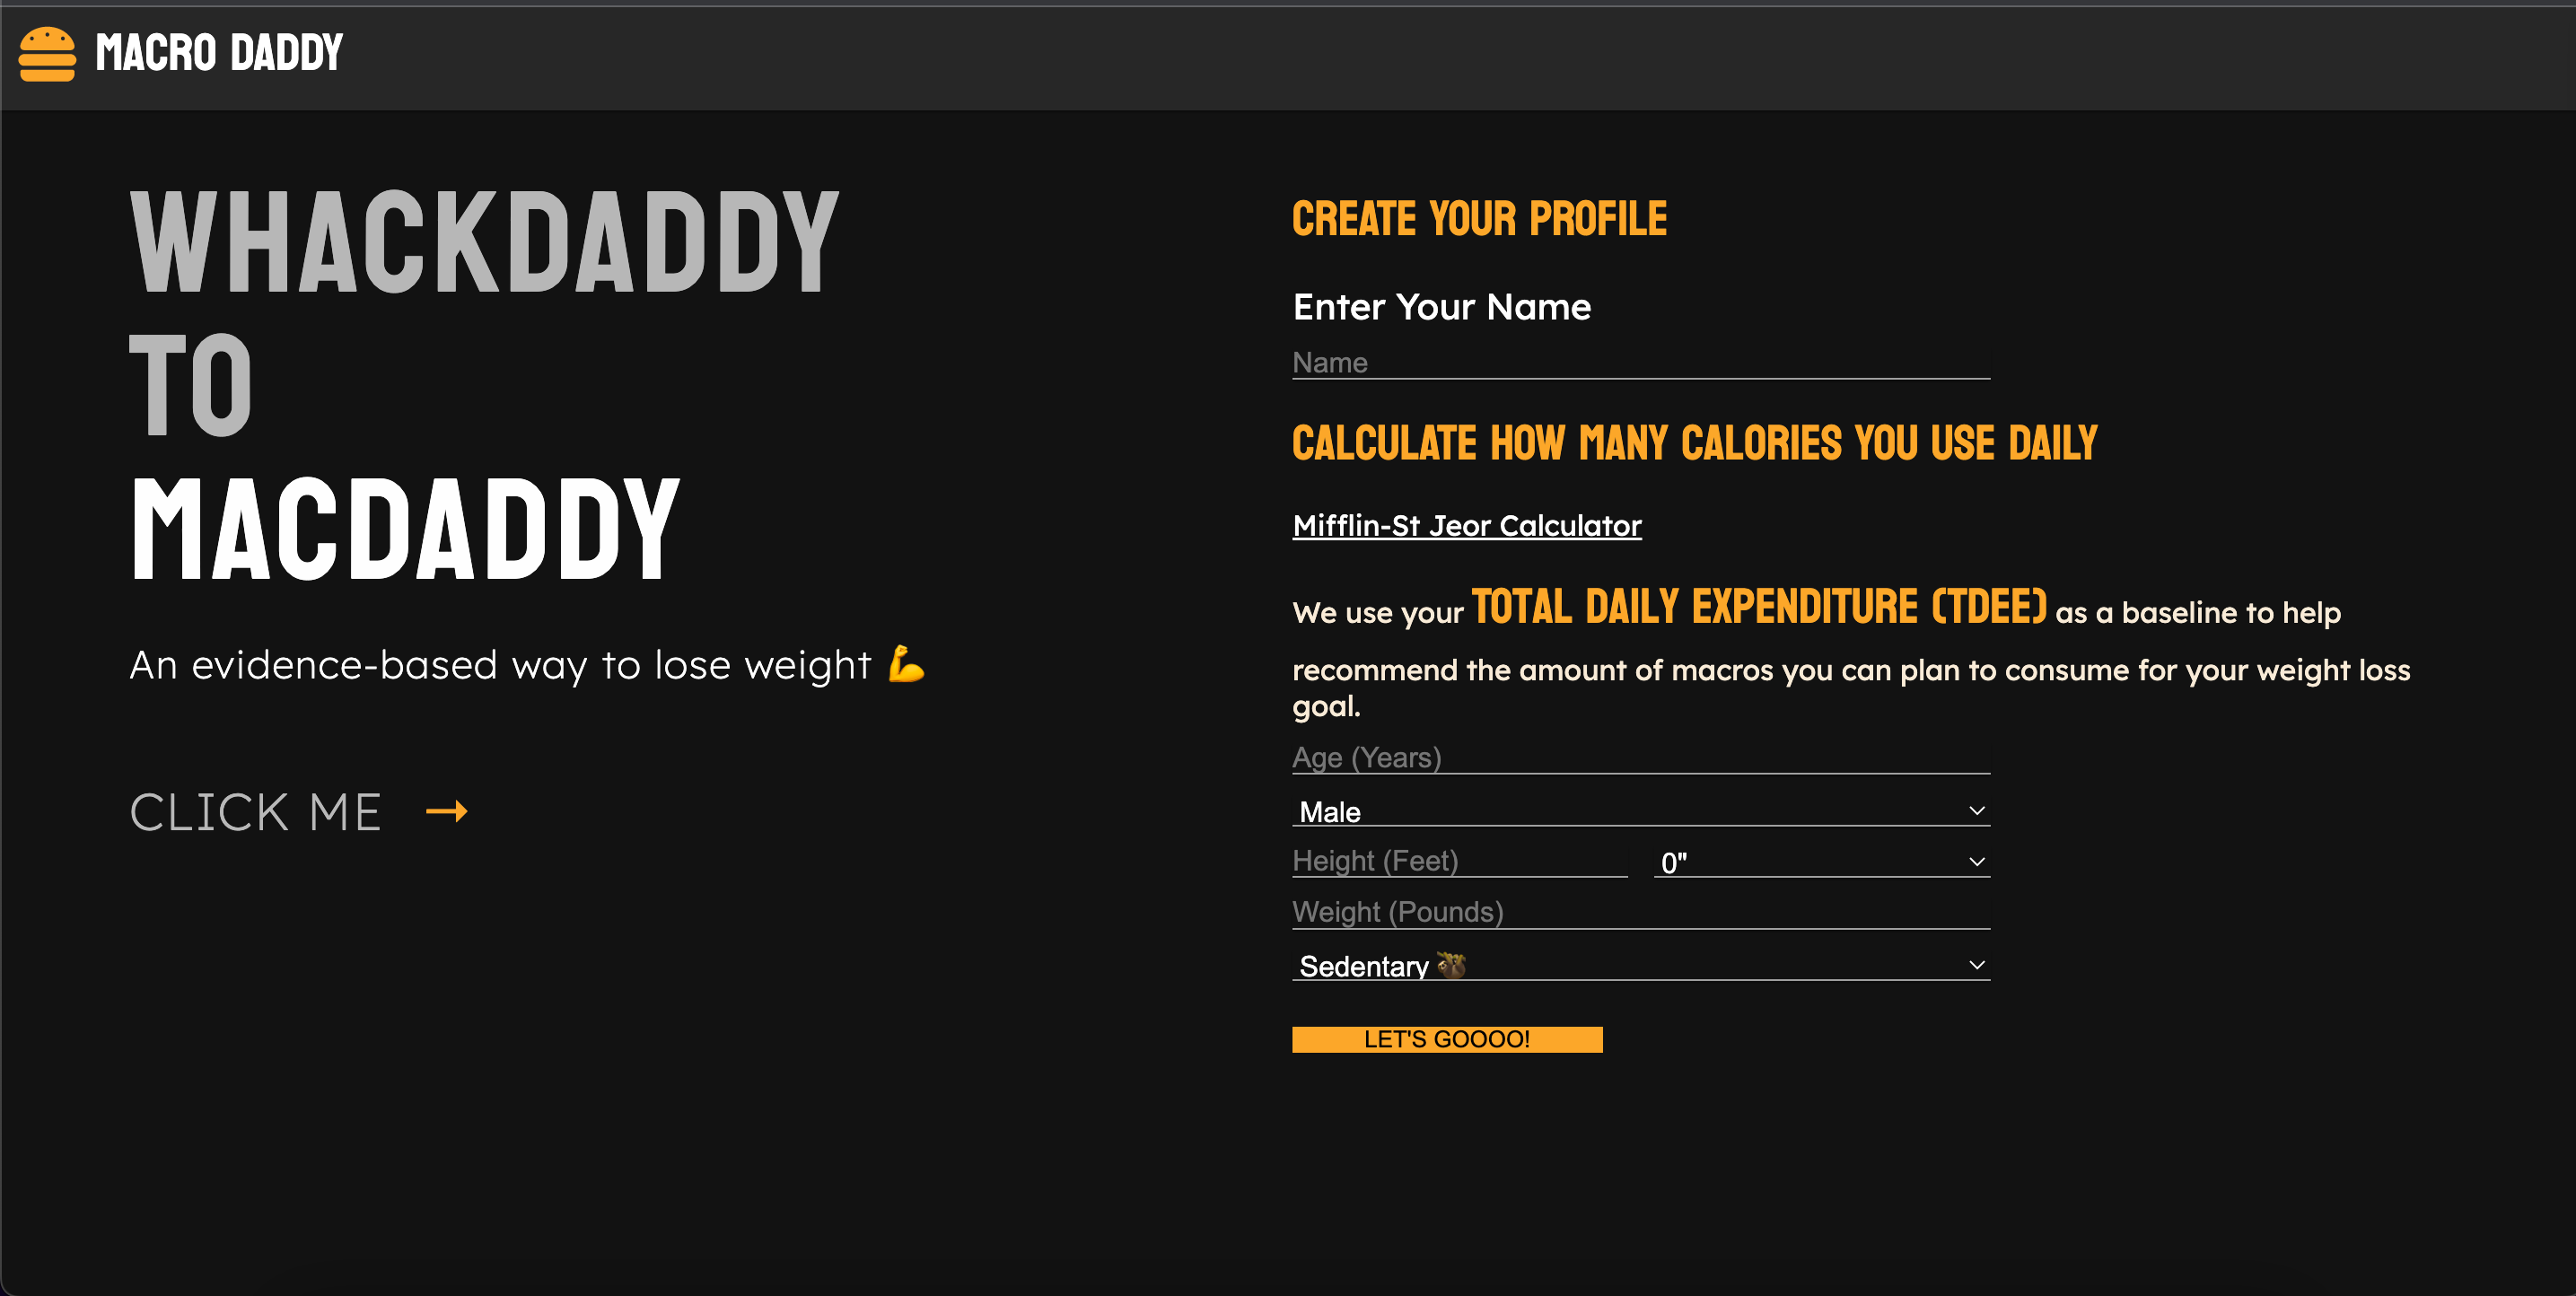 MACRO DADDY
WHACKDADDY
TO
MACDADDY
An evidence-based way to lose weight 💪
CLICK ME →
CREATE YOUR PROFILE
Enter Your Name
Name
CALCULATE HOW MANY CALORIES YOU USE DAILY
Mifflin-St Jeor Calculator
We use your TOTAL DAILY EXPENDITURE (TDEE) as a baseline to help
recommend the amount of macros you can plan to consume for your weight loss
goal.
Age (Years)
Male
Height (Feet) 0"
Weight (Pounds)
Sedentary 🦥
LET'S GOOOO!